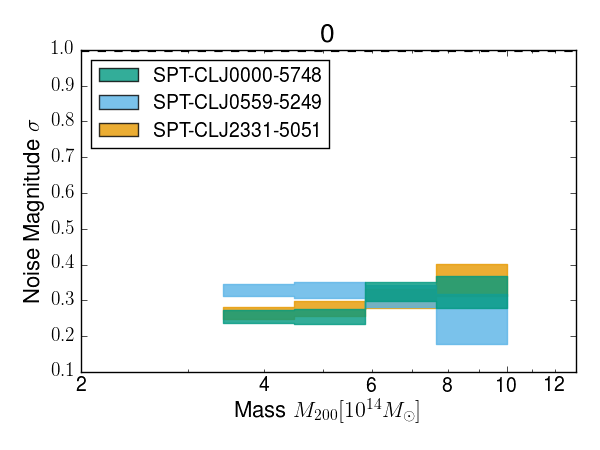 0
SPT-CLJ0000-5748
SPT-CLJ0559-5249
SPT-CLJ2331-5051
Noise Magnitude σ
1.0
0.9
0.8
0.7
0.6
0.5
0.4
0.3
0.2
0.1
2 4 6 8 10 12
Mass M₂₀₀[10¹⁴M⊙]